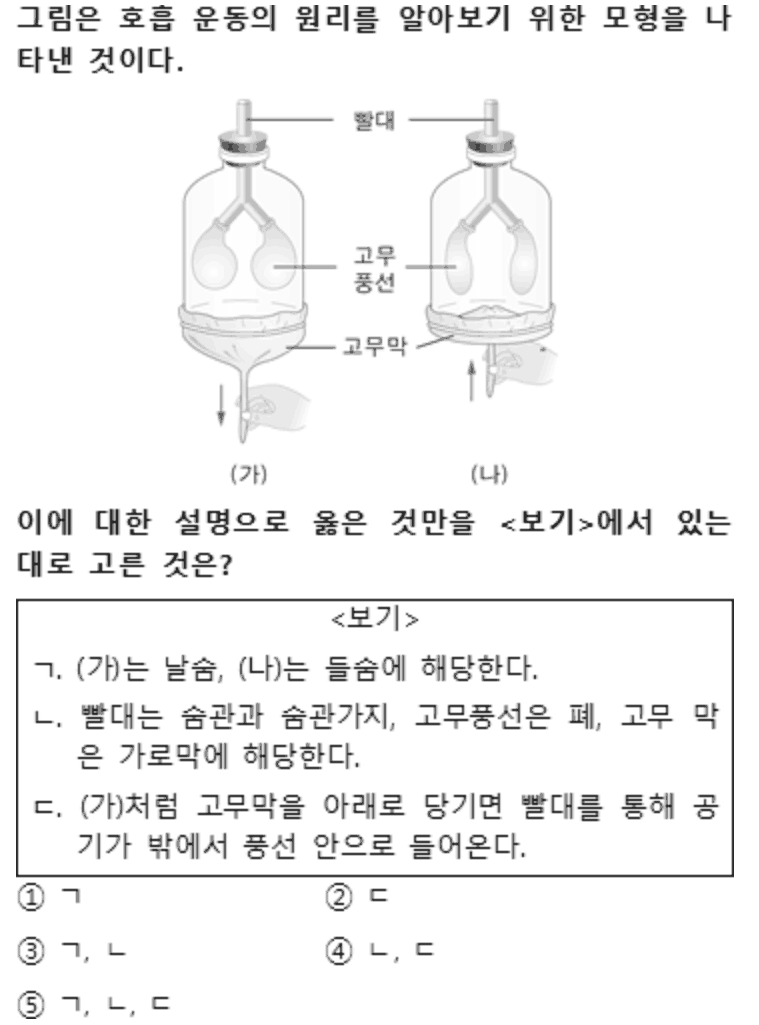 그림은 호흡 운동의 원리를 알아보기 위한 모형을 나
타낸 것이다.
빨대
고무
풍선
고무막
(가)
(나)
이에 대한 설명으로 옳은 것만을 <보기>에서 있는
대로 고른 것은?
<보기>
ㄱ. (가)는 날숨, (나)는 들숨에 해당한다.
ㄴ. 빨대는 숨관과 숨관가지, 고무풍선은 폐, 고무 막
은 가로막에 해당한다.
ㄷ. (가)처럼 고무막을 아래로 당기면 빨대를 통해 공
기가 밖에서 풍선 안으로 들어온다.
① ㄱ ② ㄷ
③ ㄱ, ㄴ ④ ㄴ, ㄷ
⑤ ㄱ, ㄴ, ㄷ